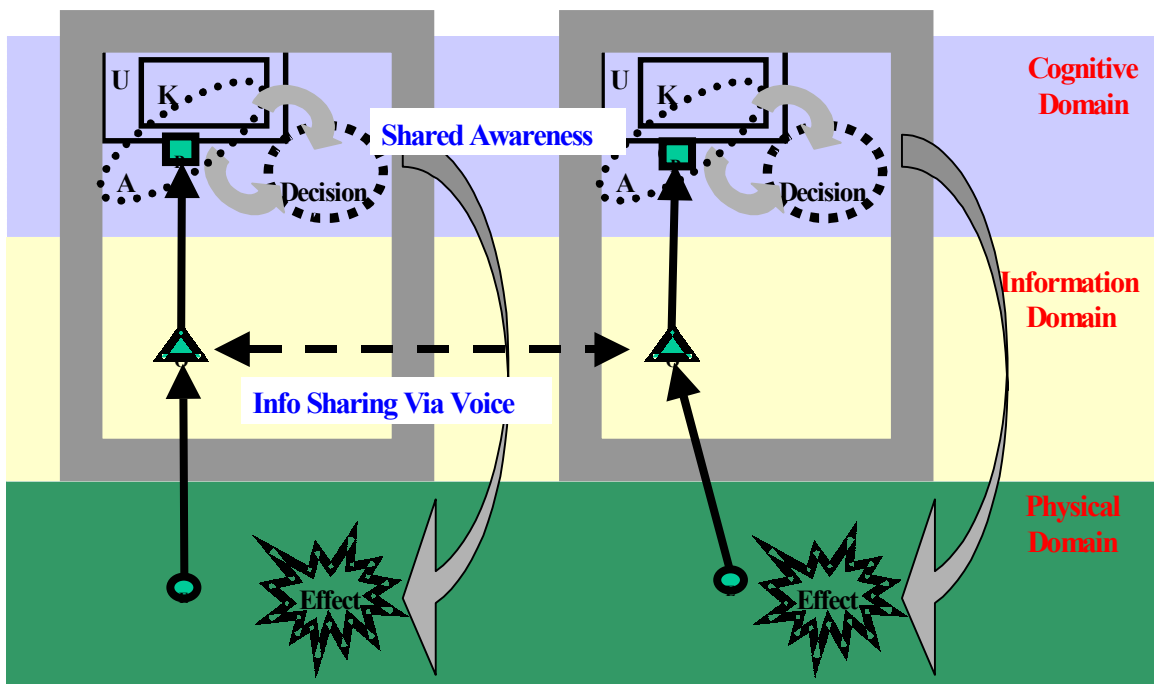 U
K
A
Decision
Shared Awareness
U
K
A
Decision
Cognitive
Domain
Info Sharing Via Voice
Information
Domain
Effect
Effect
Physical
Domain